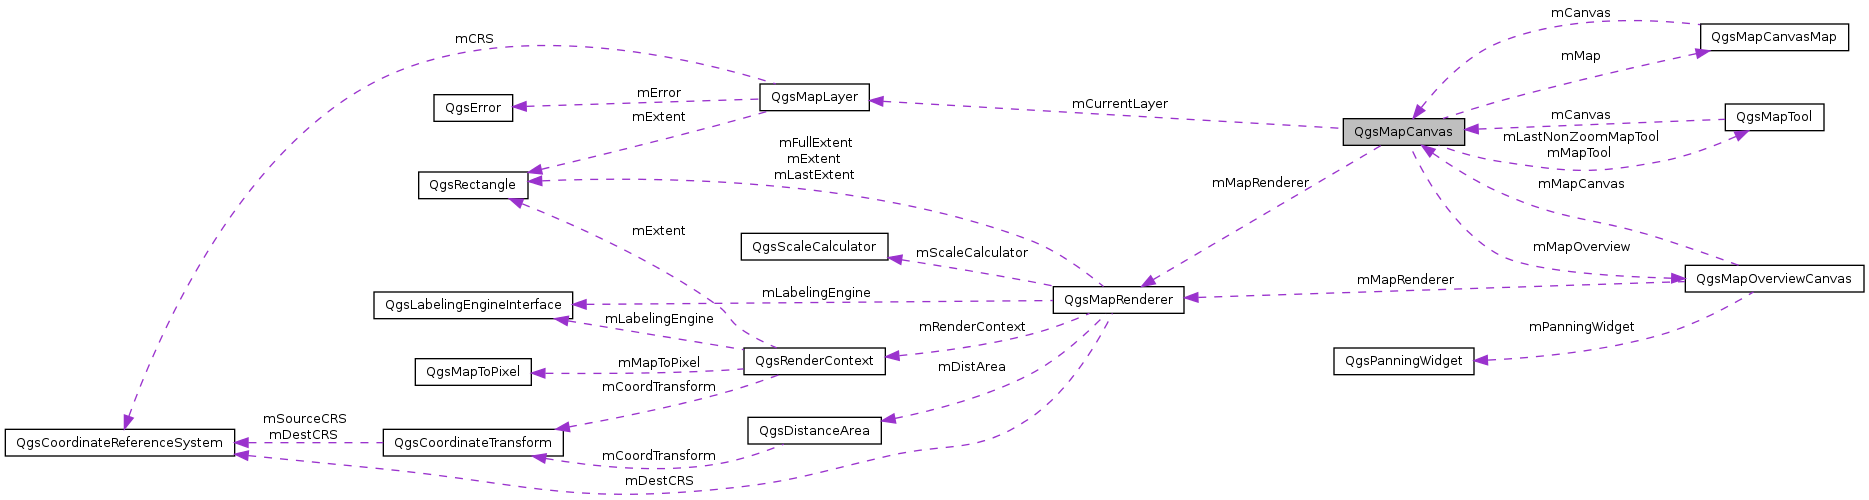 mCanvas
QgsMapCanvasMap
mCRS
mMap
QgsMapLayer
mError
QgsError
mCurrentLayer
mExtent
mCanvas
QgsMapTool
QgsMapCanvas
mLastNonZoomMapTool
mMapTool
mFullExtent
mExtent
mLastExtent
QgsRectangle
mMapRenderer
mMapCanvas
mExtent
QgsScaleCalculator
mScaleCalculator
mMapOverview
QgsMapOverviewCanvas
mMapRenderer
mLabelingEngine
QgsMapRenderer
QgsLabelingEngineInterface
mLabelingEngine
mRenderContext
mPanningWidget
QgsRenderContext
QgsPanningWidget
mMapToPixel
QgsMapToPixel
mDistArea
mCoordTransform
mSourceCRS
mDestCRS
QgsCoordinateReferenceSystem
QgsCoordinateTransform
QgsDistanceArea
mCoordTransform
mDestCRS